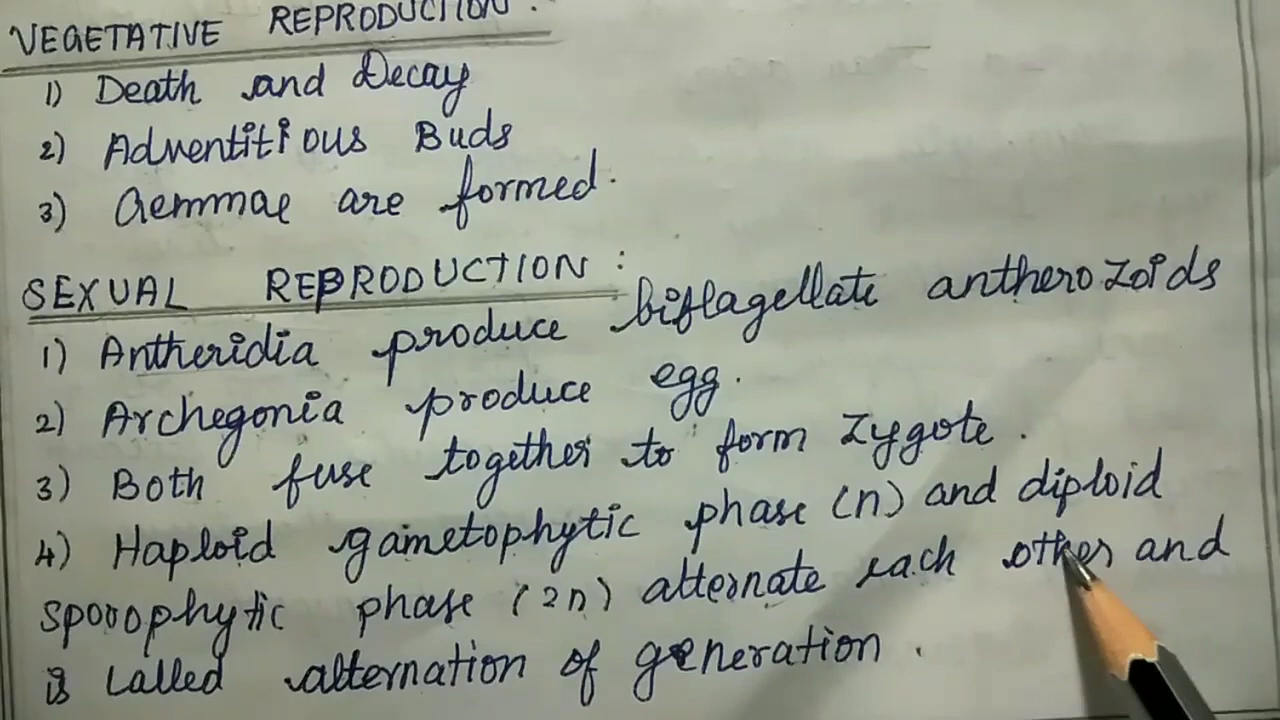 VEGETATIVE REPRODUCTION :
1) Death and Decay
2) Adventitious Buds
3) Gemmae are formed.
SEXUAL REPRODUCTION :
1) Antheridia produce biflagellate antherozoids
2) Archegonia produce egg.
3) Both fuse together to form Zygote.
4) Haploid gametophytic phase (n) and diploid
sporophytic phase (2n) alternate each other and
is called alternation of generation.